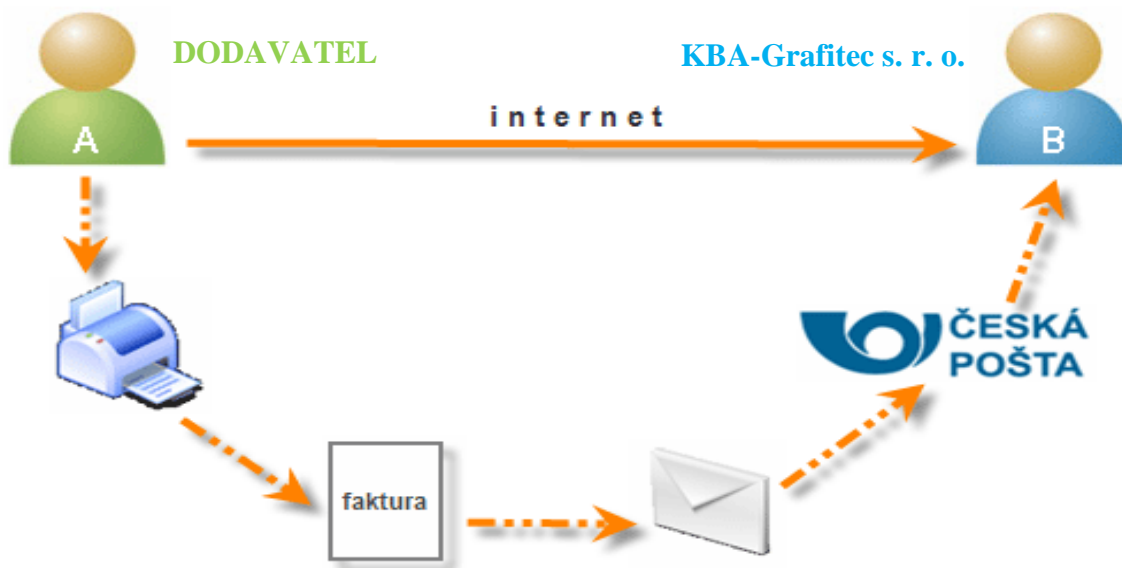 DODAVATEL
KBA-Grafitec s. r. o.
internet
A
B
ČESKÁ
POŠTA
faktura